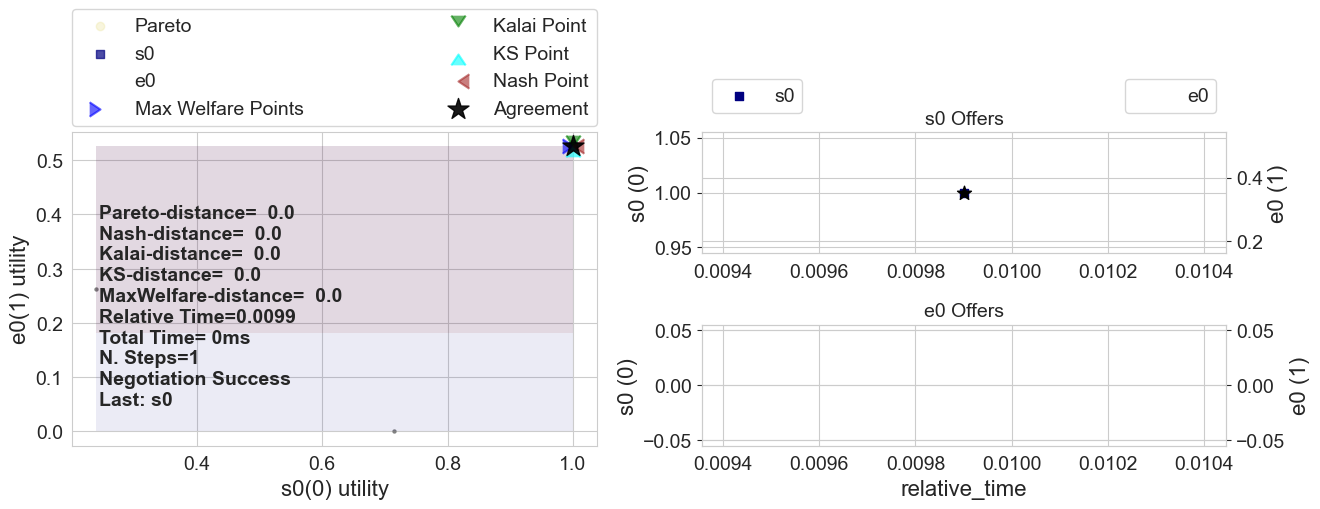 Pareto
s0
e0
Max Welfare Points
Kalai Point
KS Point
Nash Point
Agreement
0.5
0.4
0.3
0.2
0.1
0.0
e0(1) utility
Pareto-distance=  0.0
Nash-distance=  0.0
Kalai-distance=  0.0
KS-distance=  0.0
MaxWelfare-distance=  0.0
Relative Time=0.0099
Total Time= 0ms
N. Steps=1
Negotiation Success
Last: s0
0.4
0.6
0.8
1.0
s0(0) utility
s0
e0
s0 Offers
1.05
1.00
0.95
s0 (0)
0.4
0.2
e0 (1)
0.0094
0.0096
0.0098
0.0100
0.0102
0.0104
e0 Offers
0.05
0.00
−0.05
s0 (0)
0.05
0.00
−0.05
e0 (1)
0.0094
0.0096
0.0098
0.0100
0.0102
0.0104
relative_time